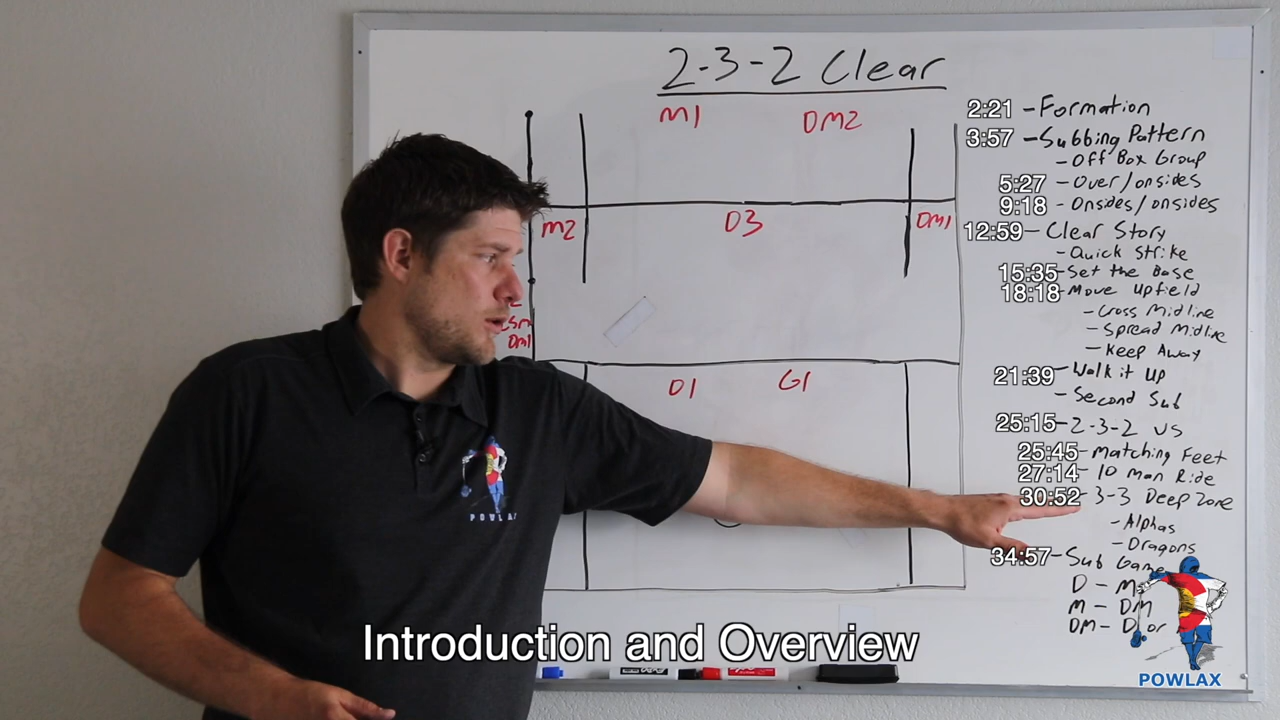 2-3-2 Clear
M1 DM2
M2 D3 DM1
DM1
D1 G1
2:21 - Formation
3:57 - Subbing Pattern
- Off Box Group
5:27 - Over/onsides
9:18 - Onsides/onsides
12:59 - Clear Story
- Quick Strike
15:35 - Set the Base
18:18 - Move Upfield
- Cross Midline
- Spread Midline
- Keep Away
21:39 - Walk it Up
- Second Sub
25:15 - 2-3-2 vs
25:45 - Matching Feet
27:14 - 10 Man Ride
30:52 - 3-3 Deep Zone
- Alphas
- Dragons
34:57 - Sub Game
D - M
M - DM
DM - D or
POWLAX
Introduction and Overview
POWLAX